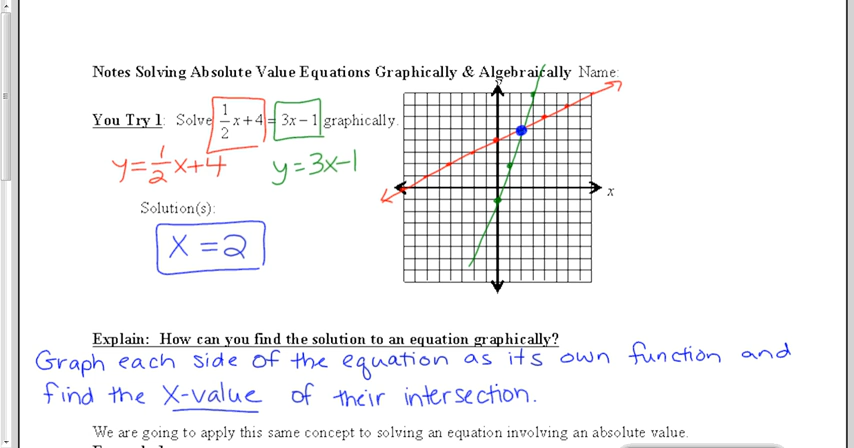 Notes Solving Absolute Value Equations Graphically & Algebraically Name:
You Try 1: Solve 1/2 x + 4 = 3x − 1 graphically.
y = 1/2 x + 4 y = 3x − 1
Solution(s):
x = 2
y
x
Explain: How can you find the solution to an equation graphically?
Graph each side of the equation as its own function and
find the x-value of their intersection.
We are going to apply this same concept to solving an equation involving an absolute value.